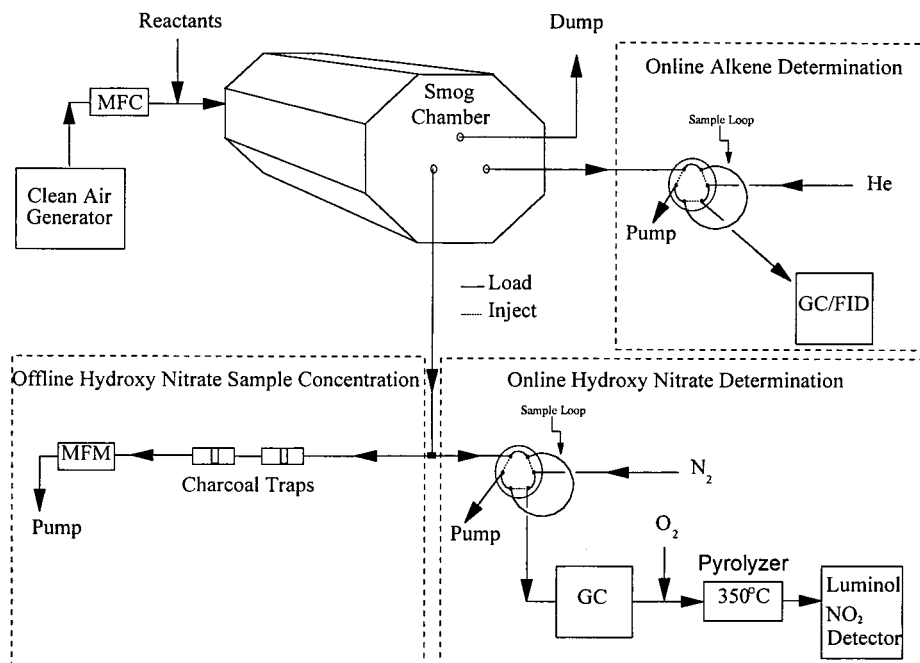 Reactants
Dump
Online Alkene Determination
MFC
Smog
Chamber
Sample Loop
Clean Air
Generator
He
Pump
Load
Inject
GC/FID
Offline Hydroxy Nitrate Sample Concentration
Online Hydroxy Nitrate Determination
Sample Loop
MFM
Charcoal Traps
N2
Pump
Pump
O2
Pyrolyzer
GC
350°C
Luminol
NO2
Detector